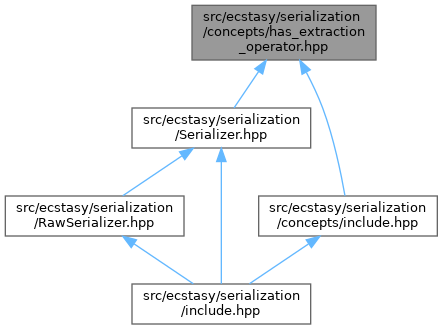 src/ecstasy/serialization
/concepts/has_extraction
_operator.hpp
src/ecstasy/serialization
/Serializer.hpp
src/ecstasy/serialization
/RawSerializer.hpp
src/ecstasy/serialization
/concepts/include.hpp
src/ecstasy/serialization
/include.hpp